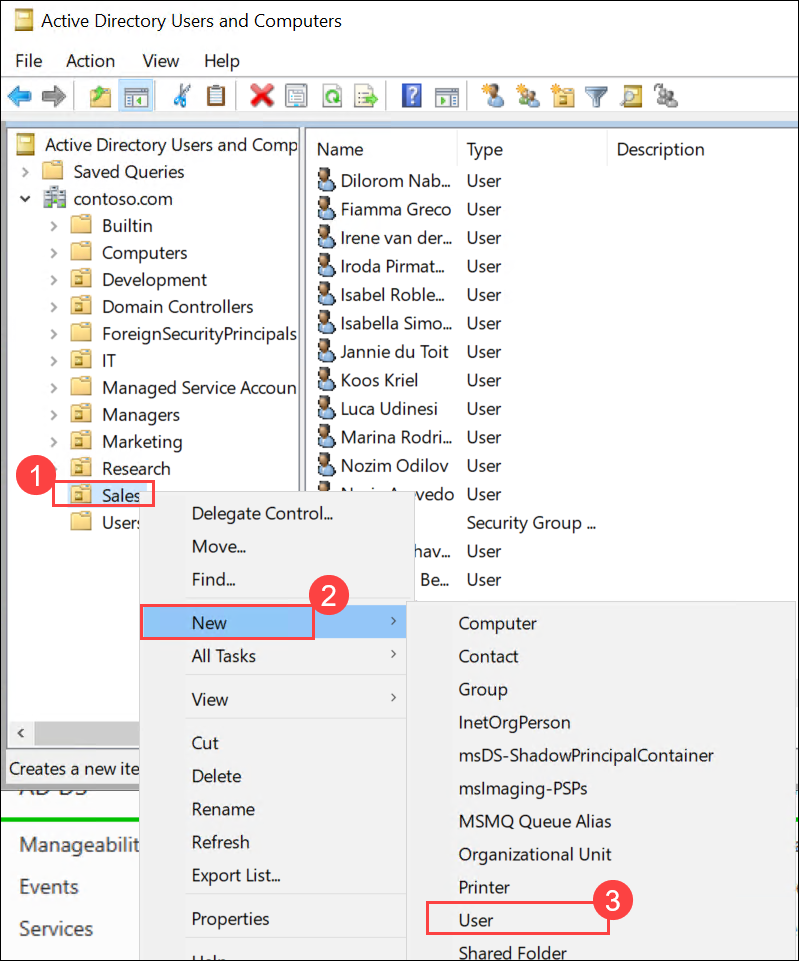 Active Directory Users and Computers
File Action View Help
Active Directory Users and Comp
Saved Queries
contoso.com
Builtin
Computers
Development
Domain Controllers
ForeignSecurityPrincipals
IT
Managed Service Accoun
Managers
Marketing
Research
1
Sales
Users
Name Type Description
Dilorom Nab... User
Fiamma Greco User
Irene van der... User
Iroda Pirmat... User
Isabel Roble... User
Isabella Simo... User
Jannie du Toit User
Koos Kriel User
Luca Udinesi User
Marina Rodri... User
Nozim Odilov User
User
Security Group ...
hav... User
Be... User
Delegate Control...
Move...
Find...
2
New
All Tasks
View
Cut
Delete
Rename
Refresh
Export List...
Properties
Help
Computer
Contact
Group
InetOrgPerson
msDS-ShadowPrincipalContainer
msImaging-PSPs
MSMQ Queue Alias
Organizational Unit
Printer
3
User
Shared Folder
Creates a new ite
AD DS
Manageabilit
Events
Services